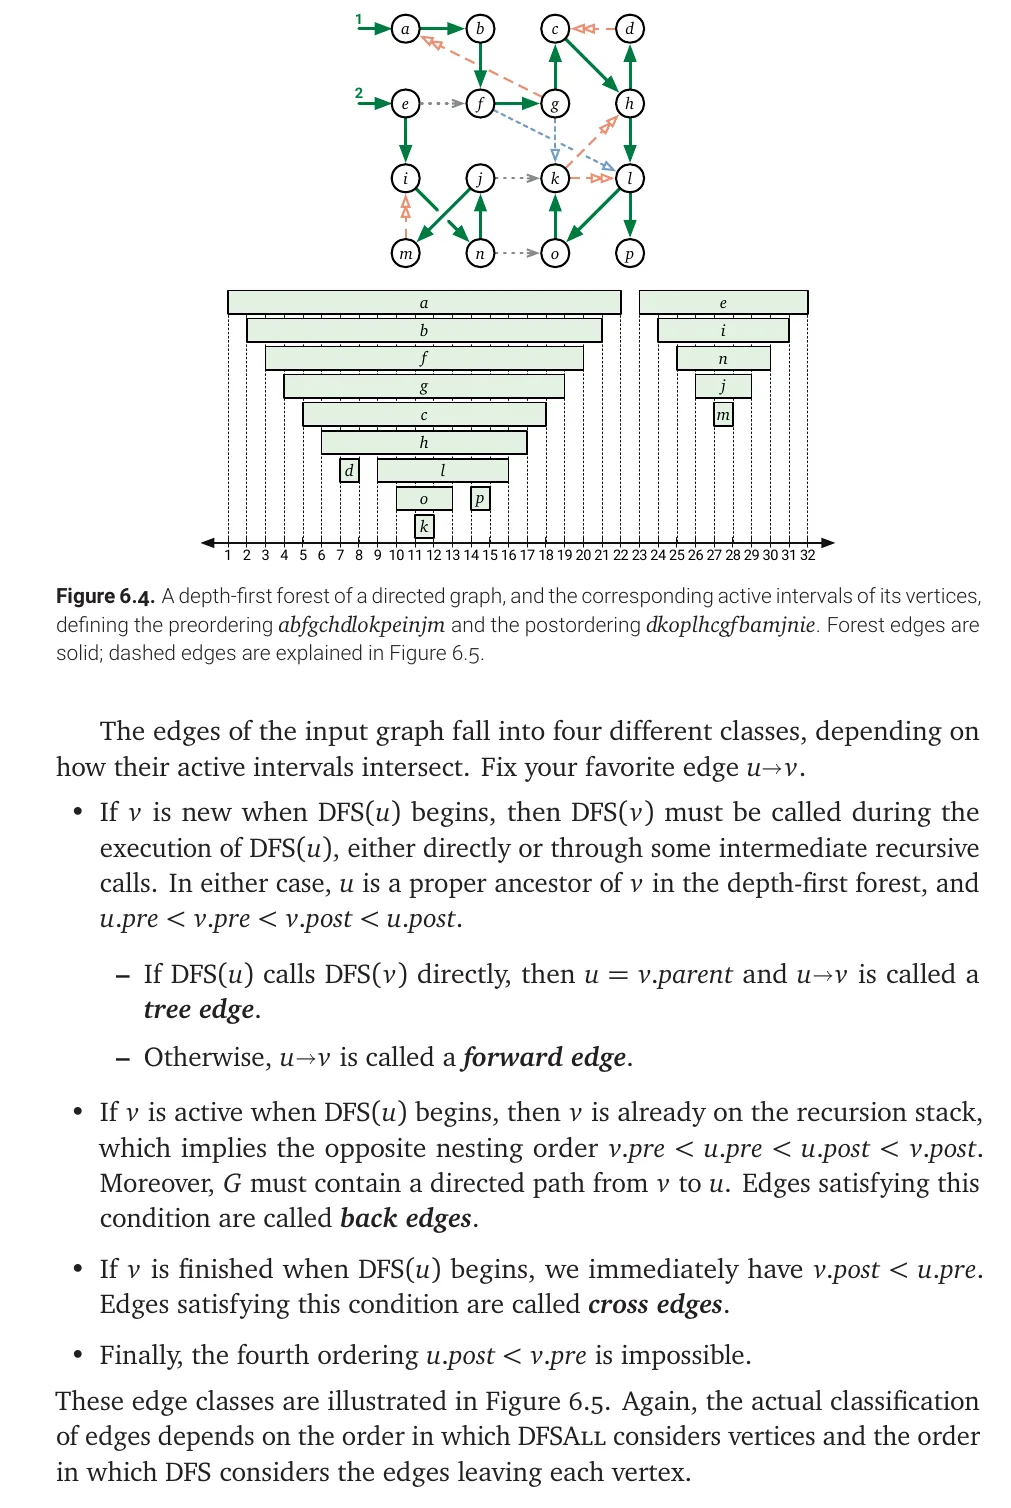 1 a b c d
2 e f g h
i j k l
m n o p
a e
b i
f n
g j
c m
h
d l
o p
k
1 2 3 4 5 6 7 8 9 10 11 12 13 14 15 16 17 18 19 20 21 22 23 24 25 26 27 28 29 30 31 32
Figure 6.4. A depth-first forest of a directed graph, and the corresponding active intervals of its vertices,
defining the preordering abfgchdlokpeinjm and the postordering dkoplhcgfbamjnie. Forest edges are
solid; dashed edges are explained in Figure 6.5.
The edges of the input graph fall into four different classes, depending on
how their active intervals intersect. Fix your favorite edge u→v.
• If v is new when DFS(u) begins, then DFS(v) must be called during the
execution of DFS(u), either directly or through some intermediate recursive
calls. In either case, u is a proper ancestor of v in the depth-first forest, and
u.pre < v.pre < v.post < u.post.
– If DFS(u) calls DFS(v) directly, then u = v.parent and u→v is called a
tree edge.
– Otherwise, u→v is called a forward edge.
• If v is active when DFS(u) begins, then v is already on the recursion stack,
which implies the opposite nesting order v.pre < u.pre < u.post < v.post.
Moreover, G must contain a directed path from v to u. Edges satisfying this
condition are called back edges.
• If v is finished when DFS(u) begins, we immediately have v.post < u.pre.
Edges satisfying this condition are called cross edges.
• Finally, the fourth ordering u.post < v.pre is impossible.
These edge classes are illustrated in Figure 6.5. Again, the actual classification
of edges depends on the order in which DFSAll considers vertices and the order
in which DFS considers the edges leaving each vertex.